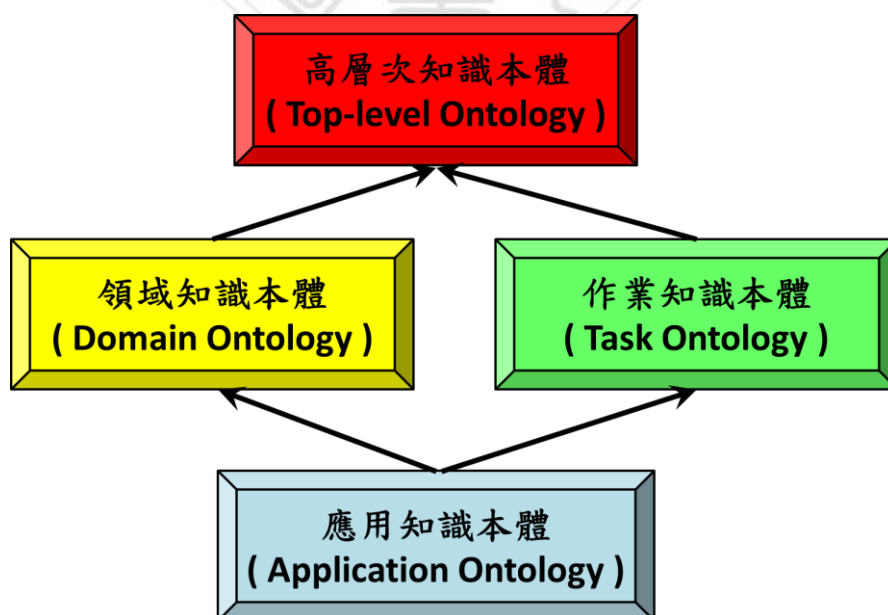 高層次知識本體
( Top-level Ontology )
領域知識本體
( Domain Ontology )
作業知識本體
( Task Ontology )
應用知識本體
( Application Ontology )